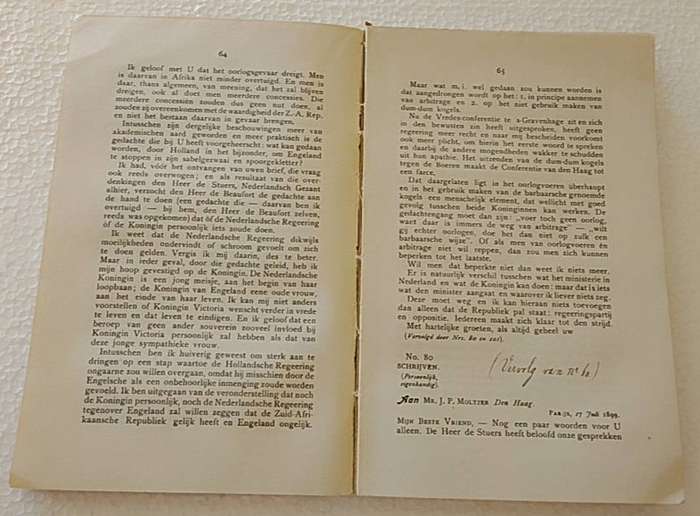 64
Ik geloof met U dat het oorlogsgevaar dreigt. Men
is daarvan in Afrika niet minder overtuigd. En men is
daar, thans algemeen, van meening, dat het zal blijven
dreigen, ook al doet men meerdere concessies. Die
meerdere concessiën zouden dus geen nut doen, al
zouden zij overeenkomen met de waardigheid der Z.-A. Rep.
en niet het bestaan daarvan in gevaar brengen.
Intusschen zijn dergelijke beschouwingen meer van
akademischen aard geworden en meer praktisch is de
gedachte die bij U heeft voorgeheerscht: wat kan gedaan
worden, door Holland in het bijzonder, om Engeland
te stoppen in zijn sabelgezwaai en spoorgekletter?
Ik had, vóór het ontvangen van uwen brief, die vraag
ook reeds overwogen; en als resultaat van die over-
denkingen den Heer de Stuers, Nederlandsch Gezant
alhier, verzocht den Heer de Beaufort de gedachte aan
de hand te doen (een gedachte die — daarven ik
overtuigd — bij hem, den Heer de Beaufort zelven,
reeds was opgekomen) dat òf de Nederlandsche Regeering
òf de Koningin persoonlijk iets zoude doen.
Ik weet dat de Nederlandsche Regeering dikwijls
moeilijkheden ondervindt of schroom gevoelt om zich
te doen gelden. Vergis ik mij daarin, des te beter.
Maar in ieder geval, door die gedachte geleid, heb ik
mijn hoop gevestigd op de Koningin. De Nederlandsche
Koningin is een jong meisje, aan het begin van haar
loopbaan; de Koningin van Engeland eene oude vrouw,
aan het einde van haar leven. Ik kan mij niet anders
voorstellen of Koningin Victoria wenscht verder in vrede
te leven en dat leven te eindigen. En ik geloof dat een
beroep van geen ander souverein zooveel invloed bij
Koningin Victoria persoonlijk zal hebben als dat van
deze jonge sympathieke vrouw.
Intusschen ben ik huiverig geweest om sterk aan te
dringen op een stap waartoe de Hollandsche Regeering
ongaarne zou willen overgaan, omdat hij misschien door de
Engelsche als een onbehoorlijke inmenging zoude worden
gevoeld. Ik ben uitgegaan van de veronderstelling dat noch
de Koningin persoonlijk, noch de Nederlandsche Regeering
tegenover Engeland zal willen zeggen dat de Zuid-Afri-
kaansche Republiek gelijk heeft en Engeland ongelijk.
65
Maar wat m. i. wel gedaan zou kunnen worden is
dat aangedrongen wordt op het: 1. in principe aannemen
van arbitrage en 2. op het niet gebruik maken van
dum-dum kogels.
Nu de Vredes-conferentie te 's-Gravenhage zit en zich
in den bewusten zin heeft uitgesproken, heeft geen
regeering meer recht en naar mij bescheiden voorkomt
ook meer plicht, om hierin het eerste woord te spreken
en daarbij de andere mogendheden wakker te schudden
uit hun apathie. Het uitzenden van de dum-dum kogels
tegen de Boeren maakt de Conferentie van den Haag tot
een farce.
Dat daargelaten ligt in het oorlogvoeren überhaupt
en in het gebruik maken van de barbaarsche genoemde
kogels een menschelijk element, dat wellicht met goed
gevolg tusschen beide Koninginnen kan werken. De
gedachtengang moet dan zijn: „voer toch geen oorlog,
want daar is immers de weg van arbitrage" — „wilt
gij echter oorlogen, doe het dan niet op zulk een
barbaarsche wijze". Of als men van oorlogvoeren én
arbitrage niet wil reppen, dan zou men zich kunnen
beperken tot het laatste.
Wil men dat beperkte niet dan weet ik niets meer.
Er is natuurlijk verschil tusschen wat het ministerie in
Nederland en wat de Koningin kan doen: maar dat is iets
wat den minister aangaat en waarover ik liever niets zeg.
Deze moet weg en ik kan hieraan niets toevoegen
dan alleen dat de Republiek pal staat: regeeringspartij
en oppositie. Iedereen maakt zich klaar tot den strijd.
Met hartelijke groeten, als altijd geheel uw
(Vervolgd door Nrs. 80 en 101).
No. 80
SCHRIJVEN.
(Persoonlijk,
eigenhandig).
(Vervolg van Nº
Aan MR. J. P. MOLTZER Den Haag.
PARIJS, 17 Juli 1899.
MIJN BESTE VRIEND, — Nog een paar woorden voor U
alleen. De Heer de Stuers heeft beloofd onze gesprekken